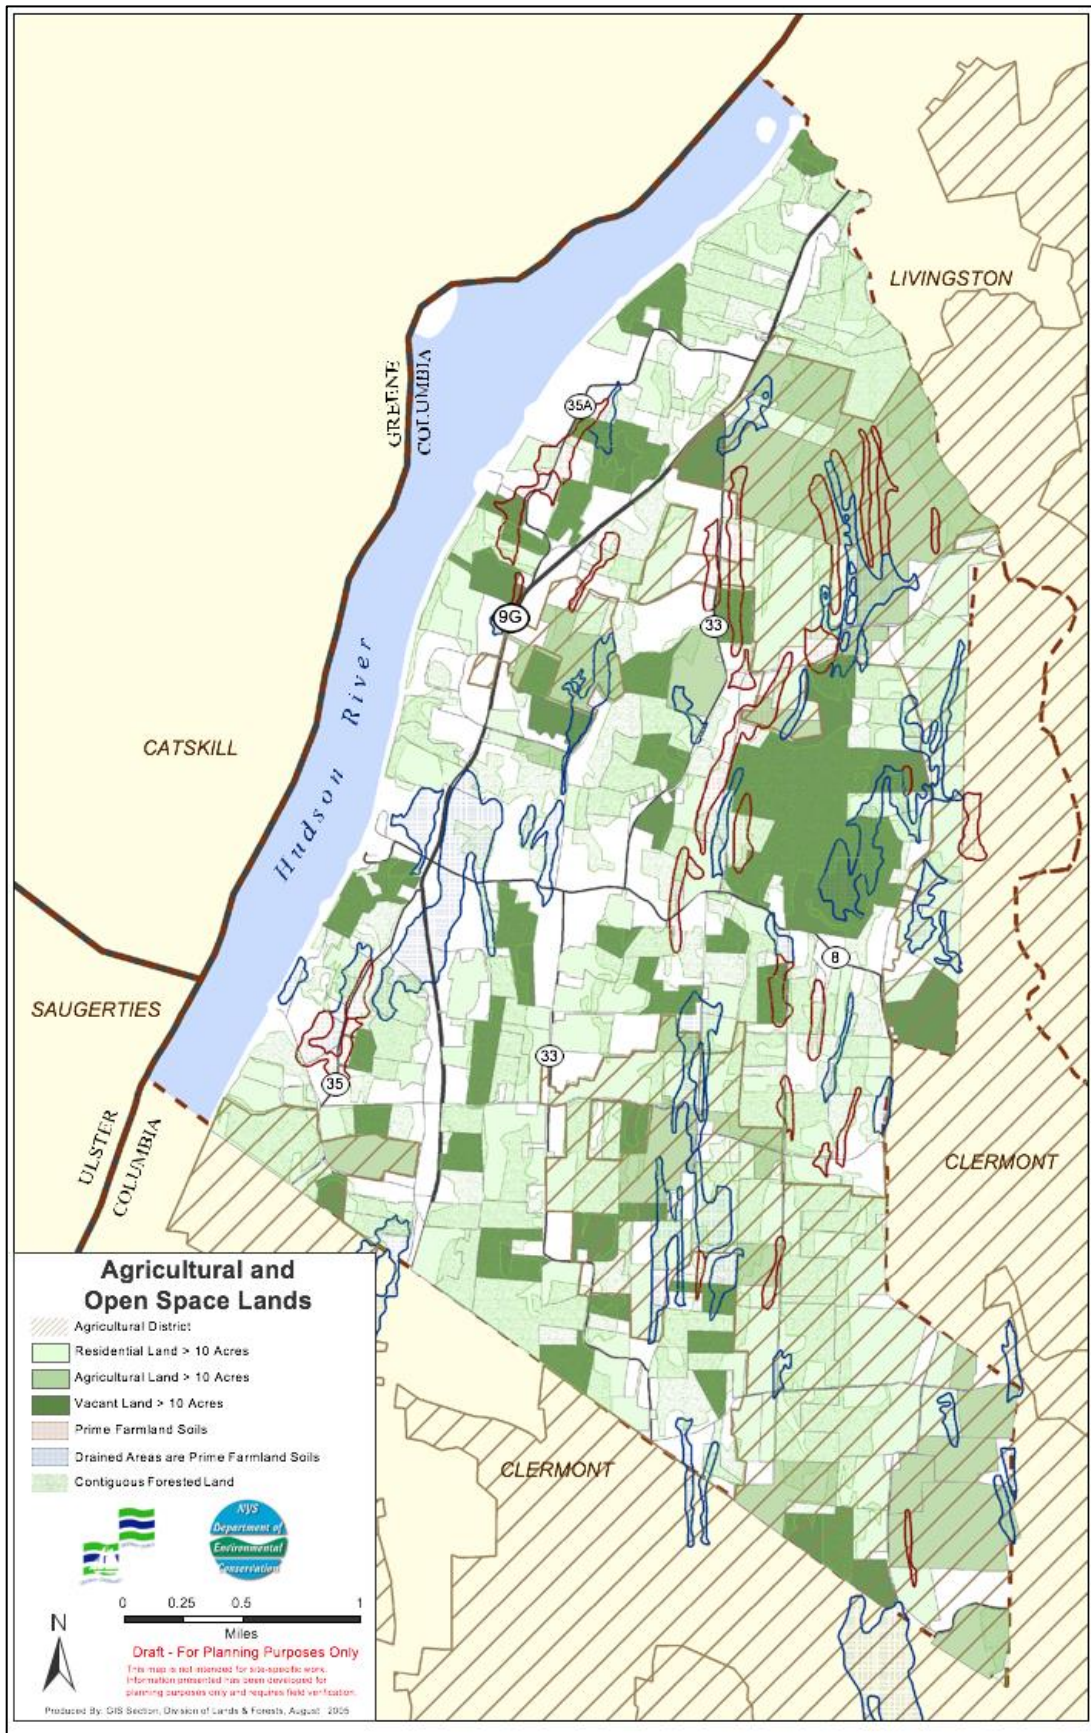 LIVINGSTON
GREENE
COLUMBIA
35A
9G
33
Hudson River
CATSKILL
8
SAUGERTIES
33
35
ULSTER
COLUMBIA
CLERMONT
CLERMONT
Agricultural and
Open Space Lands
Agricultural District
Residential Land > 10 Acres
Agricultural Land > 10 Acres
Vacant Land > 10 Acres
Prime Farmland Soils
Drained Areas are Prime Farmland Soils
Contiguous Forested Land
NYS
Department of
Environmental
Conservation
0 0.25 0.5 1
Miles
N
Draft - For Planning Purposes Only
This map is not intended for site-specific work.
Information presented has been developed for
planning purposes only and requires field verification.
Produced By: GIS Section, Division of Lands & Forests, August 2005